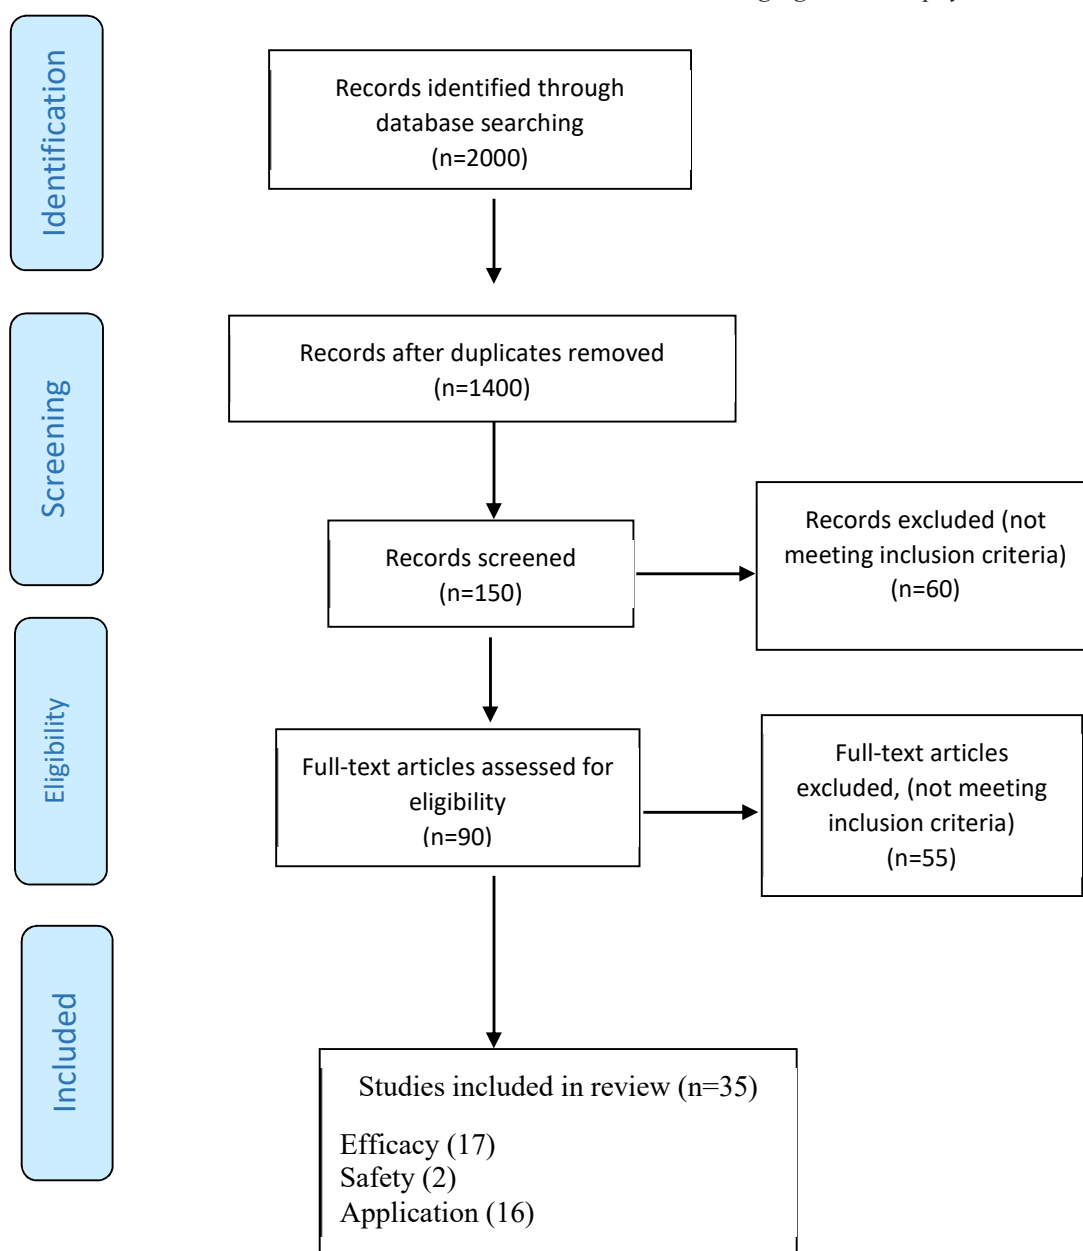 Identification
Records identified through
database searching
(n=2000)
Screening
Records after duplicates removed
(n=1400)
Records screened
(n=150)
Records excluded (not
meeting inclusion criteria)
(n=60)
Eligibility
Full-text articles assessed for
eligibility
(n=90)
Full-text articles
excluded, (not meeting
inclusion criteria)
(n=55)
Included
Studies included in review (n=35)
Efficacy (17)
Safety (2)
Application (16)